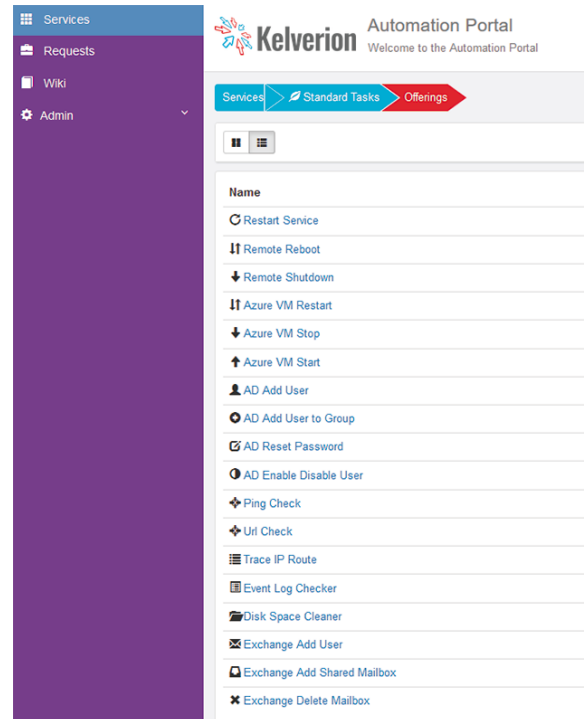 Services
Requests
Wiki
Admin
Kelverion
Automation Portal
Welcome to the Automation Portal
Services Standard Tasks Offerings
Name
Restart Service
Remote Reboot
Remote Shutdown
Azure VM Restart
Azure VM Stop
Azure VM Start
AD Add User
AD Add User to Group
AD Reset Password
AD Enable Disable User
Ping Check
Url Check
Trace IP Route
Event Log Checker
Disk Space Cleaner
Exchange Add User
Exchange Add Shared Mailbox
Exchange Delete Mailbox